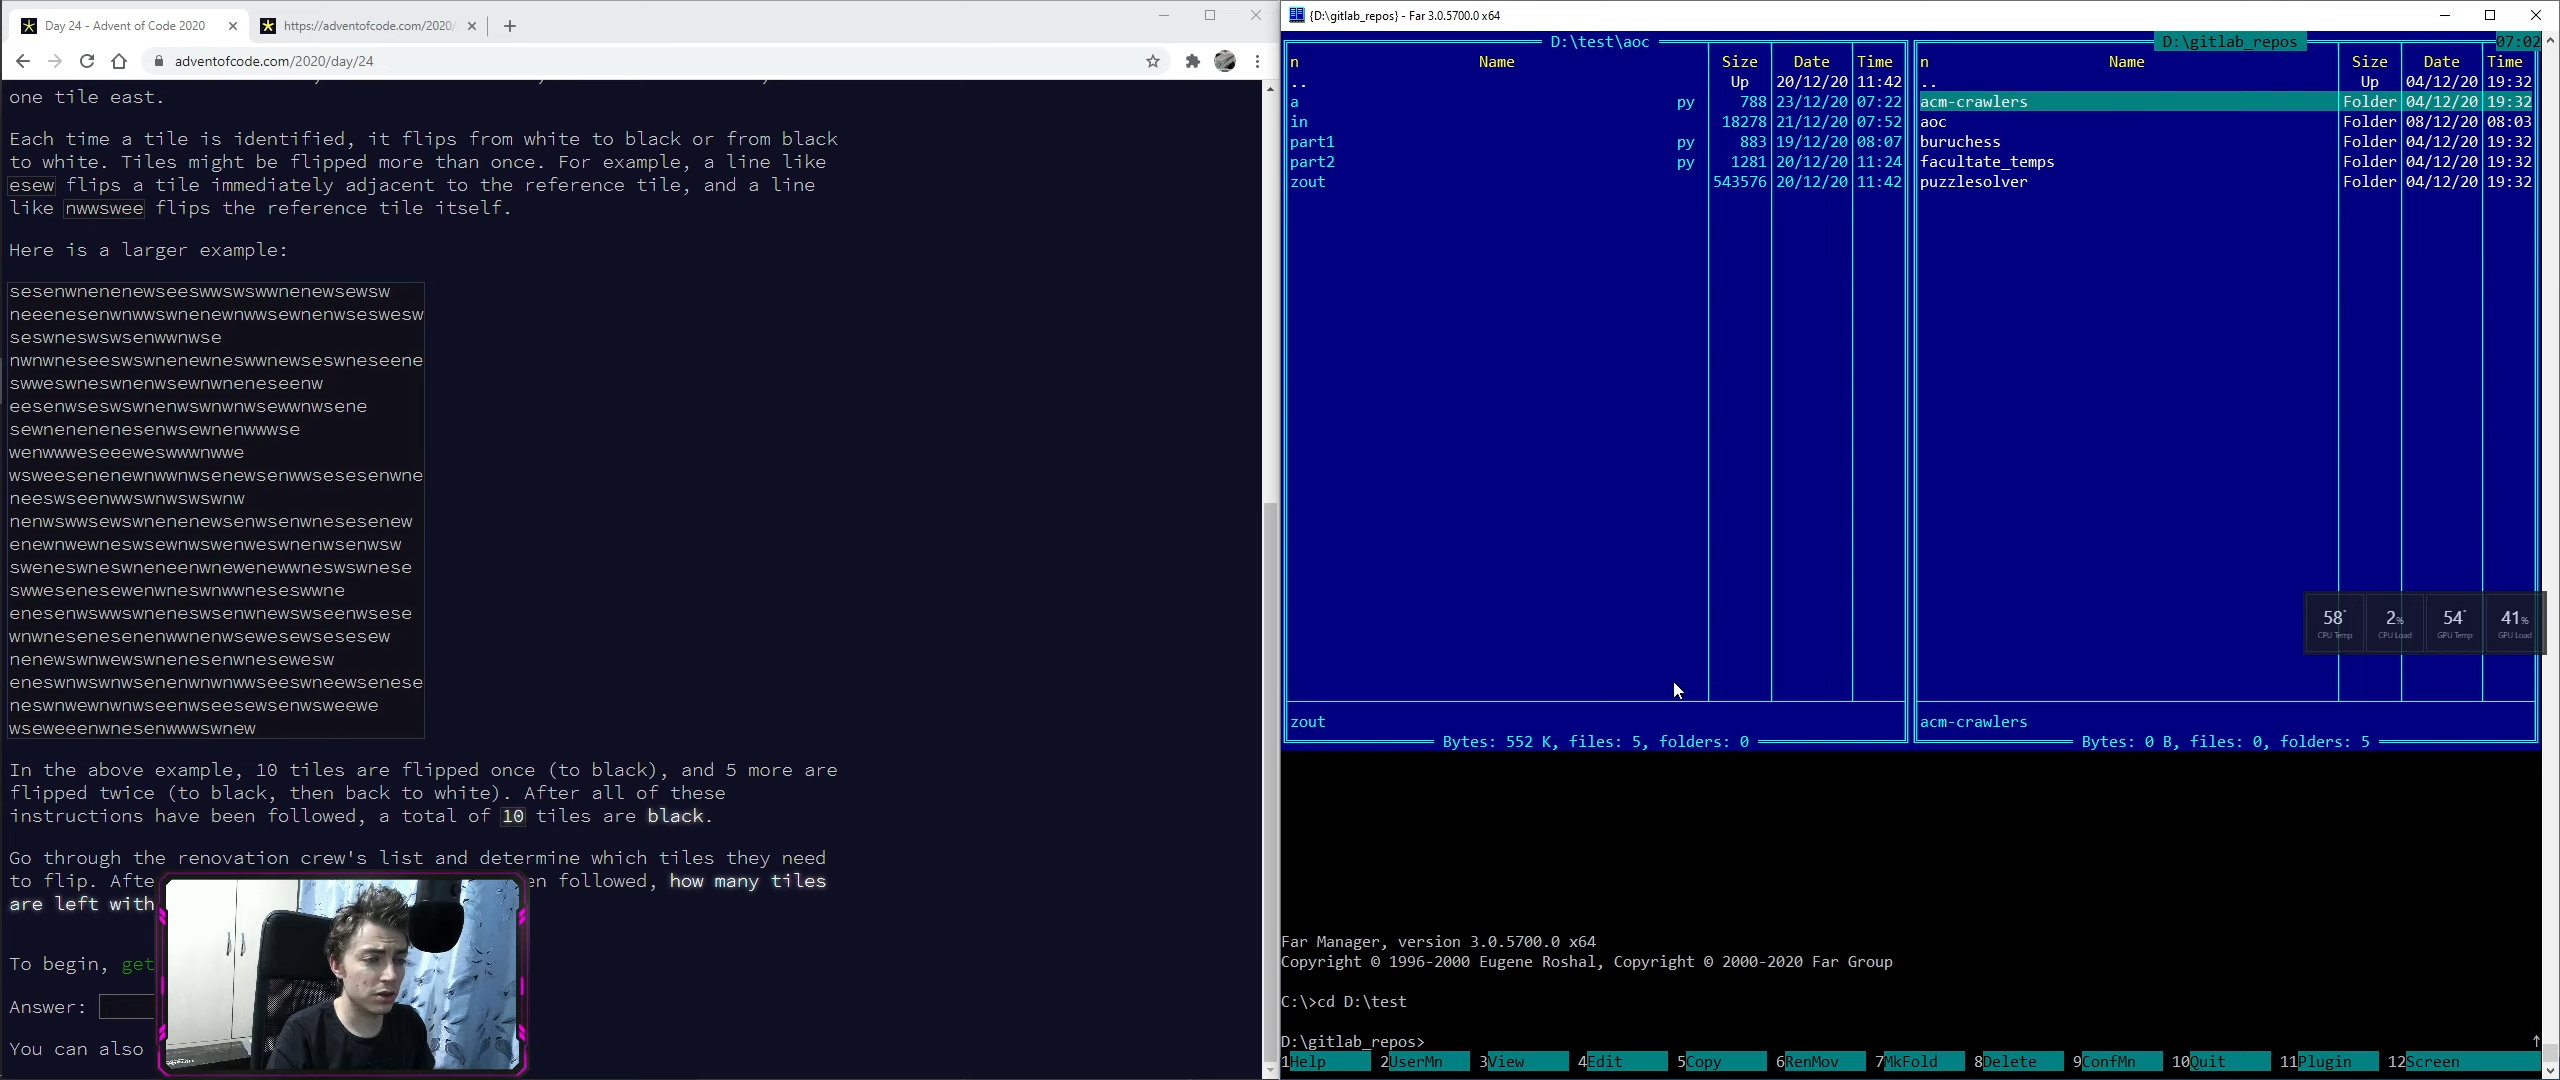 Day 24 - Advent of Code 2020
https://adventofcode.com/2020/
adventofcode.com/2020/day/24
one tile east.
Each time a tile is identified, it flips from white to black or from black
to white. Tiles might be flipped more than once. For example, a line like
esew flips a tile immediately adjacent to the reference tile, and a line
like nwwswee flips the reference tile itself.
Here is a larger example:
sesenwnenenewseeswwswswwnenewsewsw
neeenesenwnwwswnenewnwwsewnenwseswesw
seswneswswsenwwnwse
nwnwneseeswswnenewneswwnewseswneseene
swweswneswnenwsewnwneneseenw
eesenwseswswnenwswnwnwsewwnwsene
sewnenenenesenwsewnenwwwse
wenwwweseeeweswwwnwwe
wsweesenenewnwwnwsenewsenwwsesesenwne
neeswseenwwswnwswswnw
nenwswwsewswnenenewsenwsenwnesesenew
enewnwewneswsewnwswenweswnenwsenwsw
sweneswneswneneenwnewenewwneswswnese
swwesenesewenwneswnwwneseswwne
enesenwswwswneneswsenwnewswseenwsese
wnwnesenesenenwwnenwsewesewsesesew
nenewswnwewswnenesenwnesewesw
eneswnwswnwsenenwnwnwwseeswneewsenese
neswnwewnwnwseenwseesewsenwsweewe
wseweeenwnesenwwwswnew
In the above example, 10 tiles are flipped once (to black), and 5 more are
flipped twice (to black, then back to white). After all of these
instructions have been followed, a total of 10 tiles are black.
Go through the renovation crew's list and determine which tiles they need
to flip. Afte en followed, how many tiles
are left with
To begin, get
Answer:
You can also
{D:\gitlab_repos} - Far 3.0.5700.0 x64
D:\test\aoc
n Name Size Date Time
.. Up 20/12/20 11:42
a py 788 23/12/20 07:22
in 18278 21/12/20 07:52
part1 py 883 19/12/20 08:07
part2 py 1281 20/12/20 11:24
zout 543576 20/12/20 11:42
zout
Bytes: 552 K, files: 5, folders: 0
D:\gitlab_repos 07:02
n Name Size Date Time
.. Up 04/12/20 19:32
acm-crawlers Folder 04/12/20 19:32
aoc Folder 08/12/20 08:03
buruchess Folder 04/12/20 19:32
facultate_temps Folder 04/12/20 19:32
puzzlesolver Folder 04/12/20 19:32
58° 2% 54° 41%
CPU Temp CPU Load GPU Temp GPU Load
acm-crawlers
Bytes: 0 B, files: 0, folders: 5
Far Manager, version 3.0.5700.0 x64
Copyright © 1996-2000 Eugene Roshal, Copyright © 2000-2020 Far Group
C:\>cd D:\test
D:\gitlab_repos>
1Help 2UserMn 3View 4Edit 5Copy 6RenMov 7MkFold 8Delete 9ConfMn 10Quit 11Plugin 12Screen